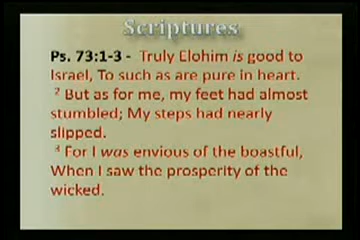 Scriptures
Ps. 73:1-3 - Truly Elohim is good to
Israel, To such as are pure in heart.
2 But as for me, my feet had almost
stumbled; My steps had nearly
slipped.
3 For I was envious of the boastful,
When I saw the prosperity of the
wicked.